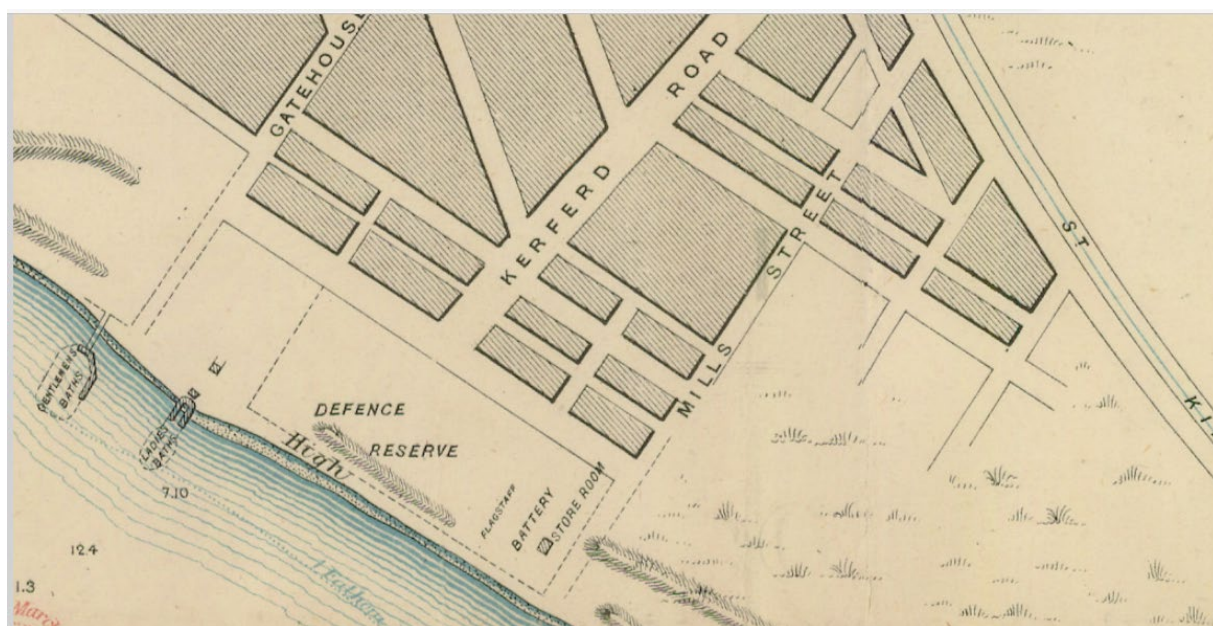 GATEHOUSE
KERFERD ROAD
MILLS STREET
ST
GENTLEMEN'S
BATHS
LADIES
BATHS
DEFENCE
RESERVE
High
FLAGSTAFF
BATTERY
STORE ROOM
7.10
12.4
1.3